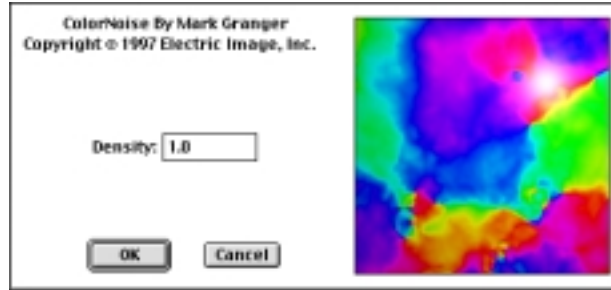 ColorNoise By Mark Granger
Copyright © 1997 Electric Image, Inc.
Density: 1.0
OK
Cancel